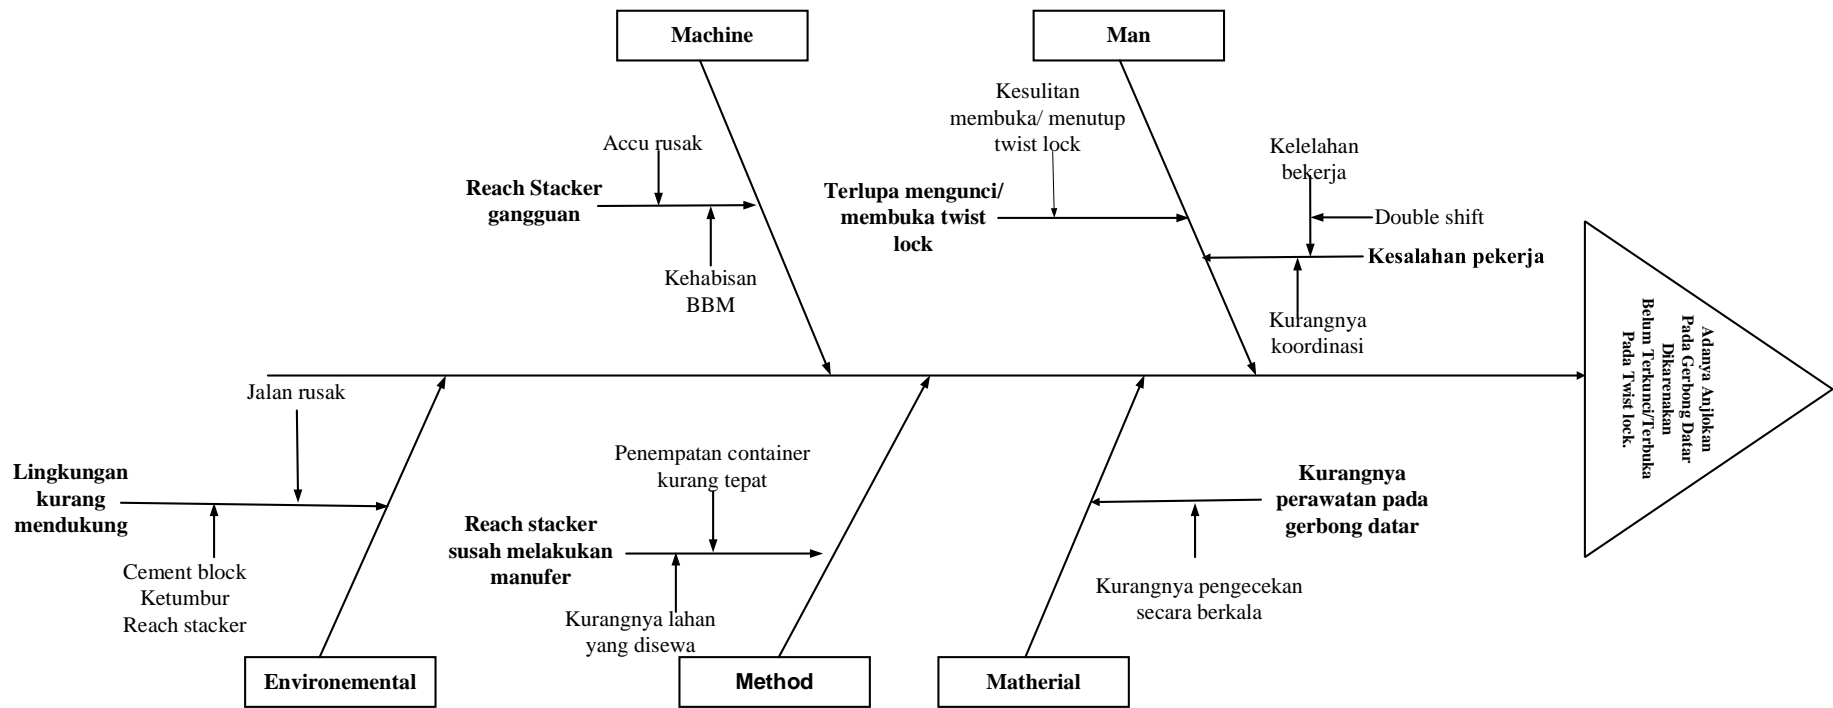 Machine
Man
Kesulitan
membuka/ menutup
twist lock
Accu rusak
Kelelahan
bekerja
Reach Stacker
gangguan
Terlupa mengunci/
membuka twist
lock
Double shift
Kesalahan pekerja
Kehabisan
BBM
Kurangnya
koordinasi
Adanya Anjlokan
Pada Gerbong Datar
Dikarenakan
Belum Terkunci/Terbuka
Pada Twist lock.
Jalan rusak
Lingkungan
kurang
mendukung
Penempatan container
kurang tepat
Reach stacker
susah melakukan
manufer
Kurangnya
perawatan pada
gerbong datar
Cement block
Ketumbur
Reach stacker
Kurangnya lahan
yang disewa
Kurangnya pengecekan
secara berkala
Environemental
Method
Matherial